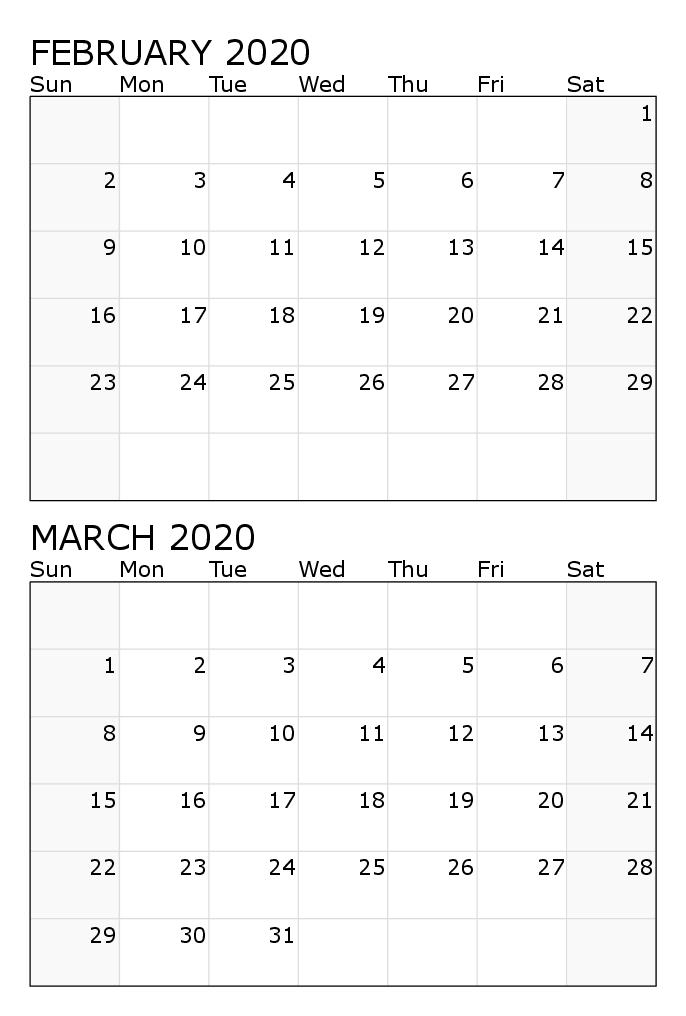 FEBRUARY 2020
Sun Mon Tue Wed Thu Fri Sat
1
2 3 4 5 6 7 8
9 10 11 12 13 14 15
16 17 18 19 20 21 22
23 24 25 26 27 28 29
MARCH 2020
Sun Mon Tue Wed Thu Fri Sat
1 2 3 4 5 6 7
8 9 10 11 12 13 14
15 16 17 18 19 20 21
22 23 24 25 26 27 28
29 30 31